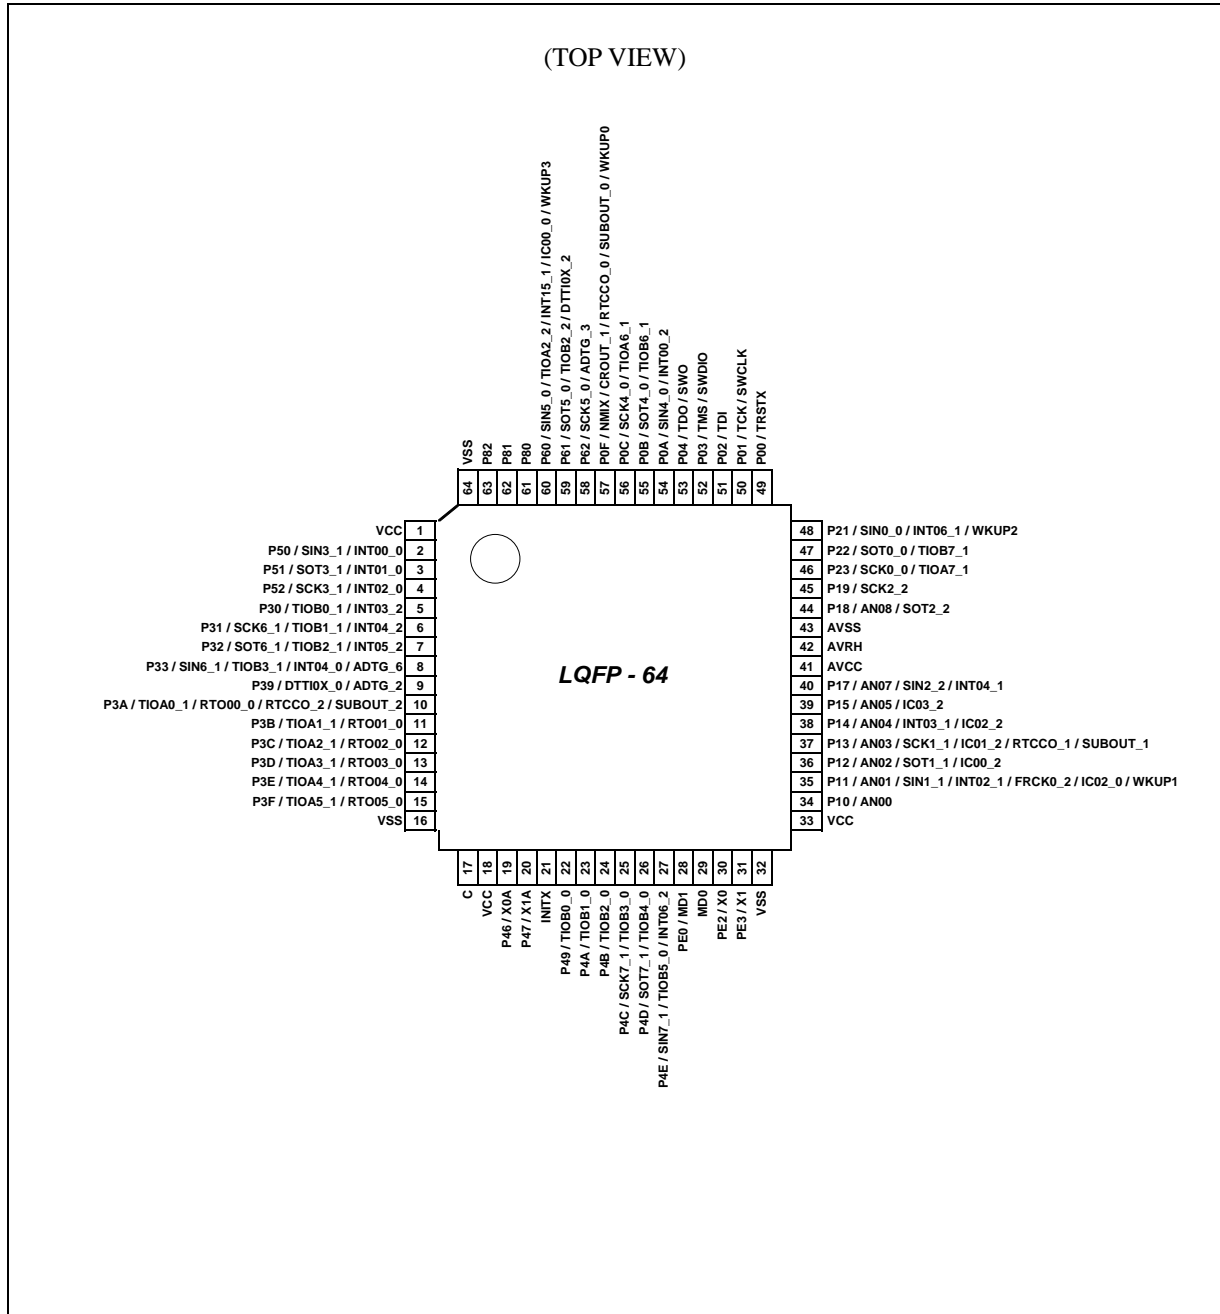 (TOP VIEW)
VSS
P82
P81
P80
P60 / SIN5_0 / TIOA2_2 / INT15_1 / IC00_0 / WKUP3
P61 / SOT5_0 / TIOB2_2 / DTTI0X_2
P62 / SCK5_0 / ADTG_3
P0F / NMIX / CROUT_1 / RTCCO_0 / SUBOUT_0 / WKUP0
P0C / SCK4_0 / TIOA6_1
P0B / SOT4_0 / TIOB6_1
P0A / SIN4_0 / INT00_2
P04 / TDO / SWO
P03 / TMS / SWDIO
P02 / TDI
P01 / TCK / SWCLK
P00 / TRSTX
64
63
62
61
60
59
58
57
56
55
54
53
52
51
50
49
VCC 1
P50 / SIN3_1 / INT00_0 2
P51 / SOT3_1 / INT01_0 3
P52 / SCK3_1 / INT02_0 4
P30 / TIOB0_1 / INT03_2 5
P31 / SCK6_1 / TIOB1_1 / INT04_2 6
P32 / SOT6_1 / TIOB2_1 / INT05_2 7
P33 / SIN6_1 / TIOB3_1 / INT04_0 / ADTG_6 8
P39 / DTTI0X_0 / ADTG_2 9
P3A / TIOA0_1 / RTO00_0 / RTCCO_2 / SUBOUT_2 10
P3B / TIOA1_1 / RTO01_0 11
P3C / TIOA2_1 / RTO02_0 12
P3D / TIOA3_1 / RTO03_0 13
P3E / TIOA4_1 / RTO04_0 14
P3F / TIOA5_1 / RTO05_0 15
VSS 16
LQFP - 64
48 P21 / SIN0_0 / INT06_1 / WKUP2
47 P22 / SOT0_0 / TIOB7_1
46 P23 / SCK0_0 / TIOA7_1
45 P19 / SCK2_2
44 P18 / AN08 / SOT2_2
43 AVSS
42 AVRH
41 AVCC
40 P17 / AN07 / SIN2_2 / INT04_1
39 P15 / AN05 / IC03_2
38 P14 / AN04 / INT03_1 / IC02_2
37 P13 / AN03 / SCK1_1 / IC01_2 / RTCCO_1 / SUBOUT_1
36 P12 / AN02 / SOT1_1 / IC00_2
35 P11 / AN01 / SIN1_1 / INT02_1 / FRCK0_2 / IC02_0 / WKUP1
34 P10 / AN00
33 VCC
17
18
19
20
21
22
23
24
25
26
27
28
29
30
31
32
C
VCC
P46 / X0A
P47 / X1A
INITX
P49 / TIOB0_0
P4A / TIOB1_0
P4B / TIOB2_0
P4C / SCK7_1 / TIOB3_0
P4D / SOT7_1 / TIOB4_0
P4E / SIN7_1 / TIOB5_0 / INT06_2
PE0 / MD1
MD0
PE2 / X0
PE3 / X1
VSS